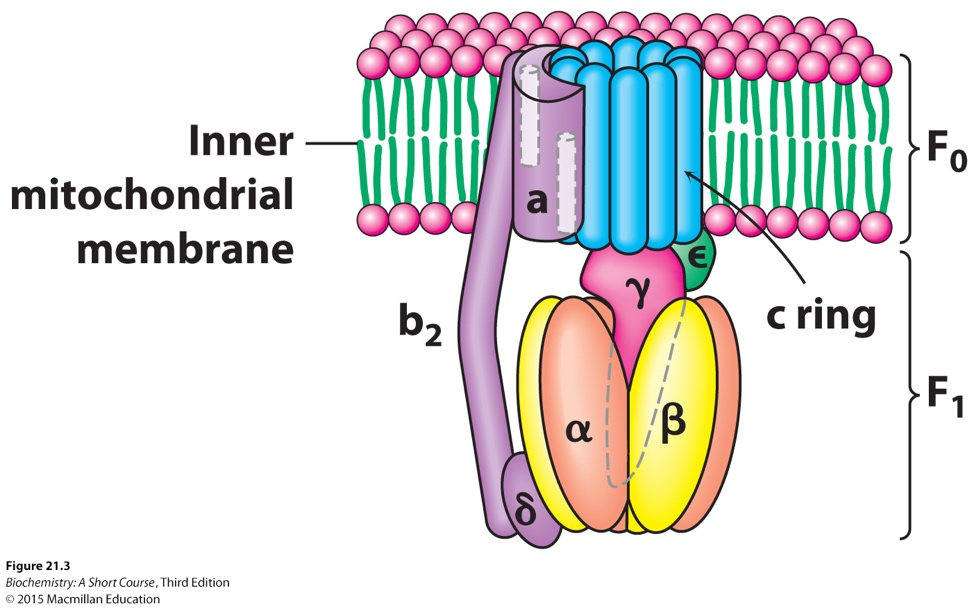 Inner
mitochondrial
membrane
F₀
a
ϵ
γ
c ring
b₂
F₁
α
β
δ
Figure 21.3
Biochemistry: A Short Course, Third Edition
© 2015 Macmillan Education